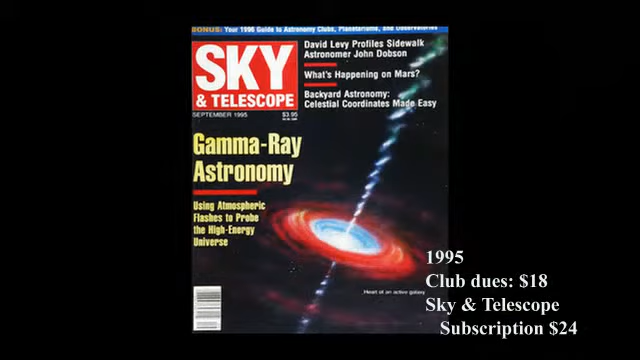 BONUS: Your 1996 Guide to Astronomy Clubs, Planetariums, and Observatories
SKY
& TELESCOPE
SEPTEMBER 1995
$3.95
David Levy Profiles Sidewalk
Astronomer John Dobson
What's Happening on Mars?
Backyard Astronomy:
Celestial Coordinates Made Easy
Gamma-Ray
Astronomy
Using Atmospheric
Flashes to Probe
the High-Energy
Universe
Heart of an active galaxy
1995
Club dues: $18
Sky & Telescope
Subscription $24